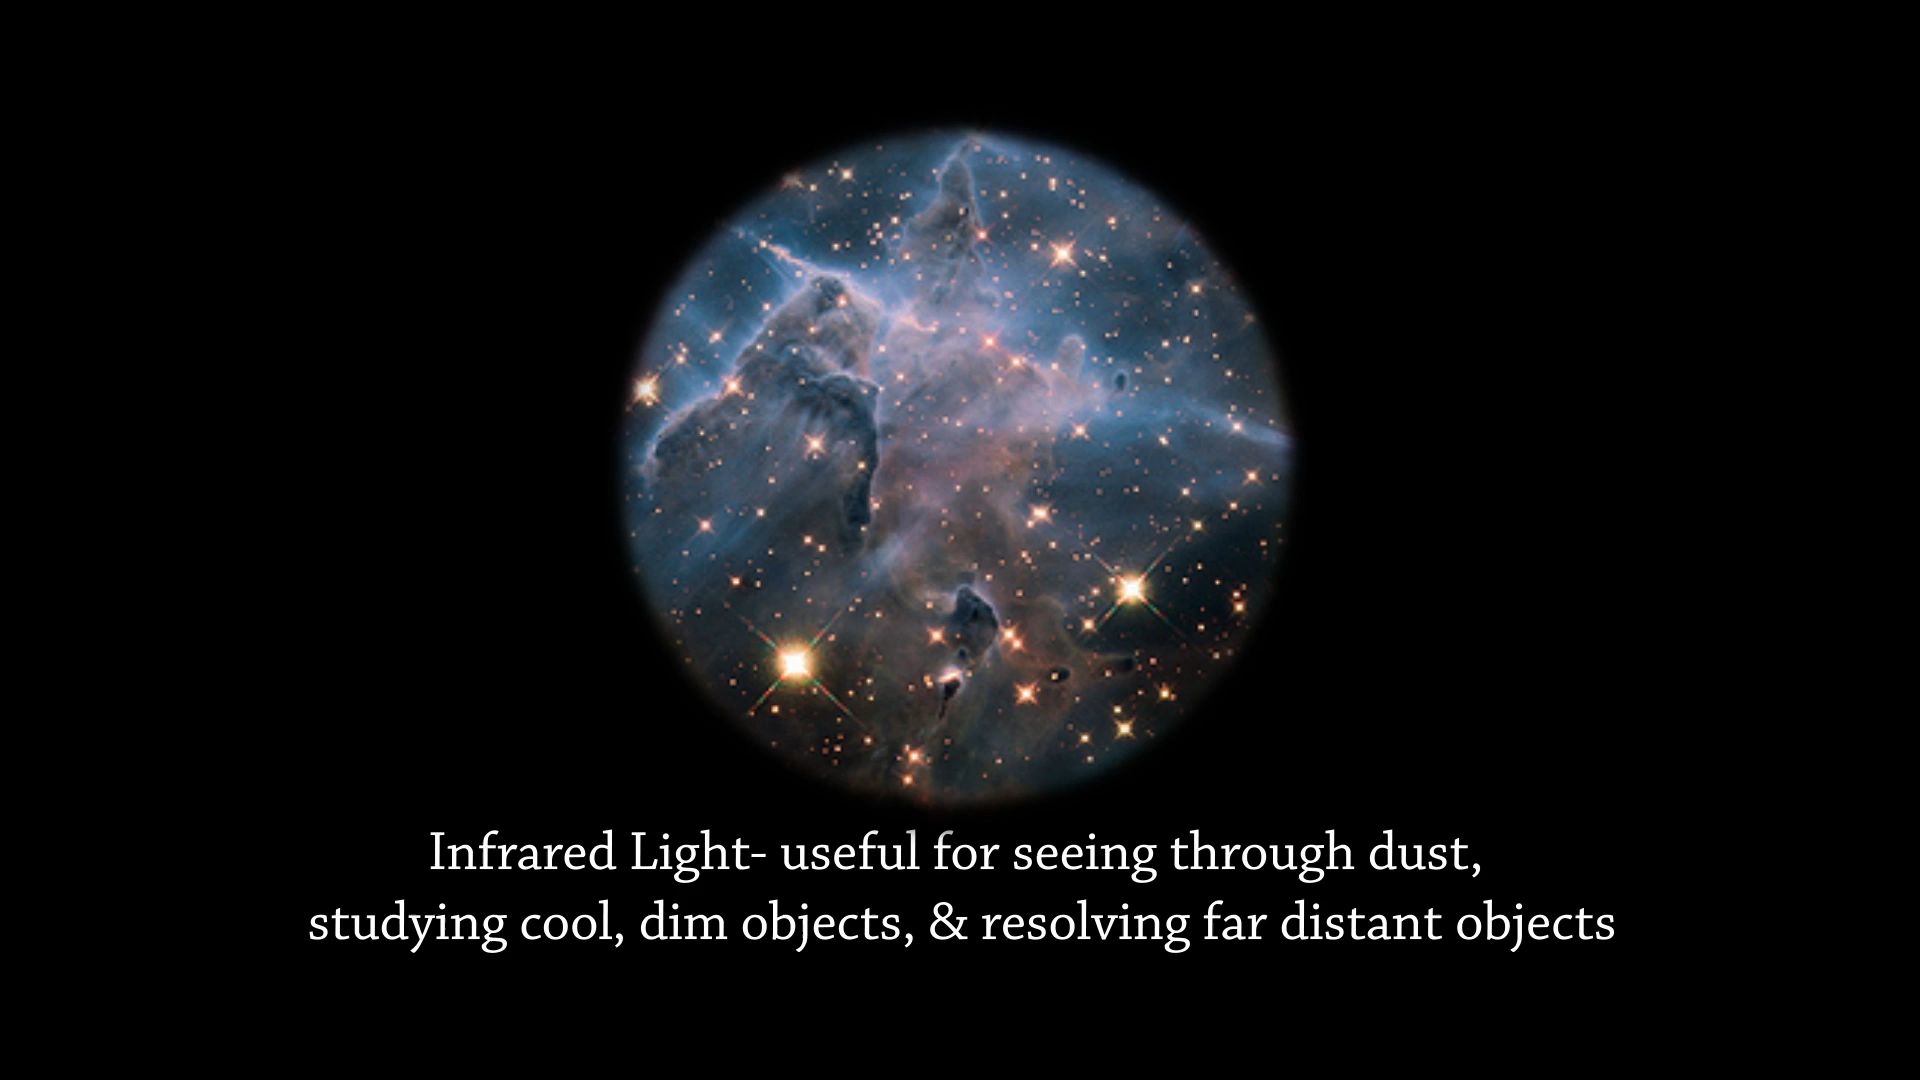 Infrared Light- useful for seeing through dust,
studying cool, dim objects, & resolving far distant objects